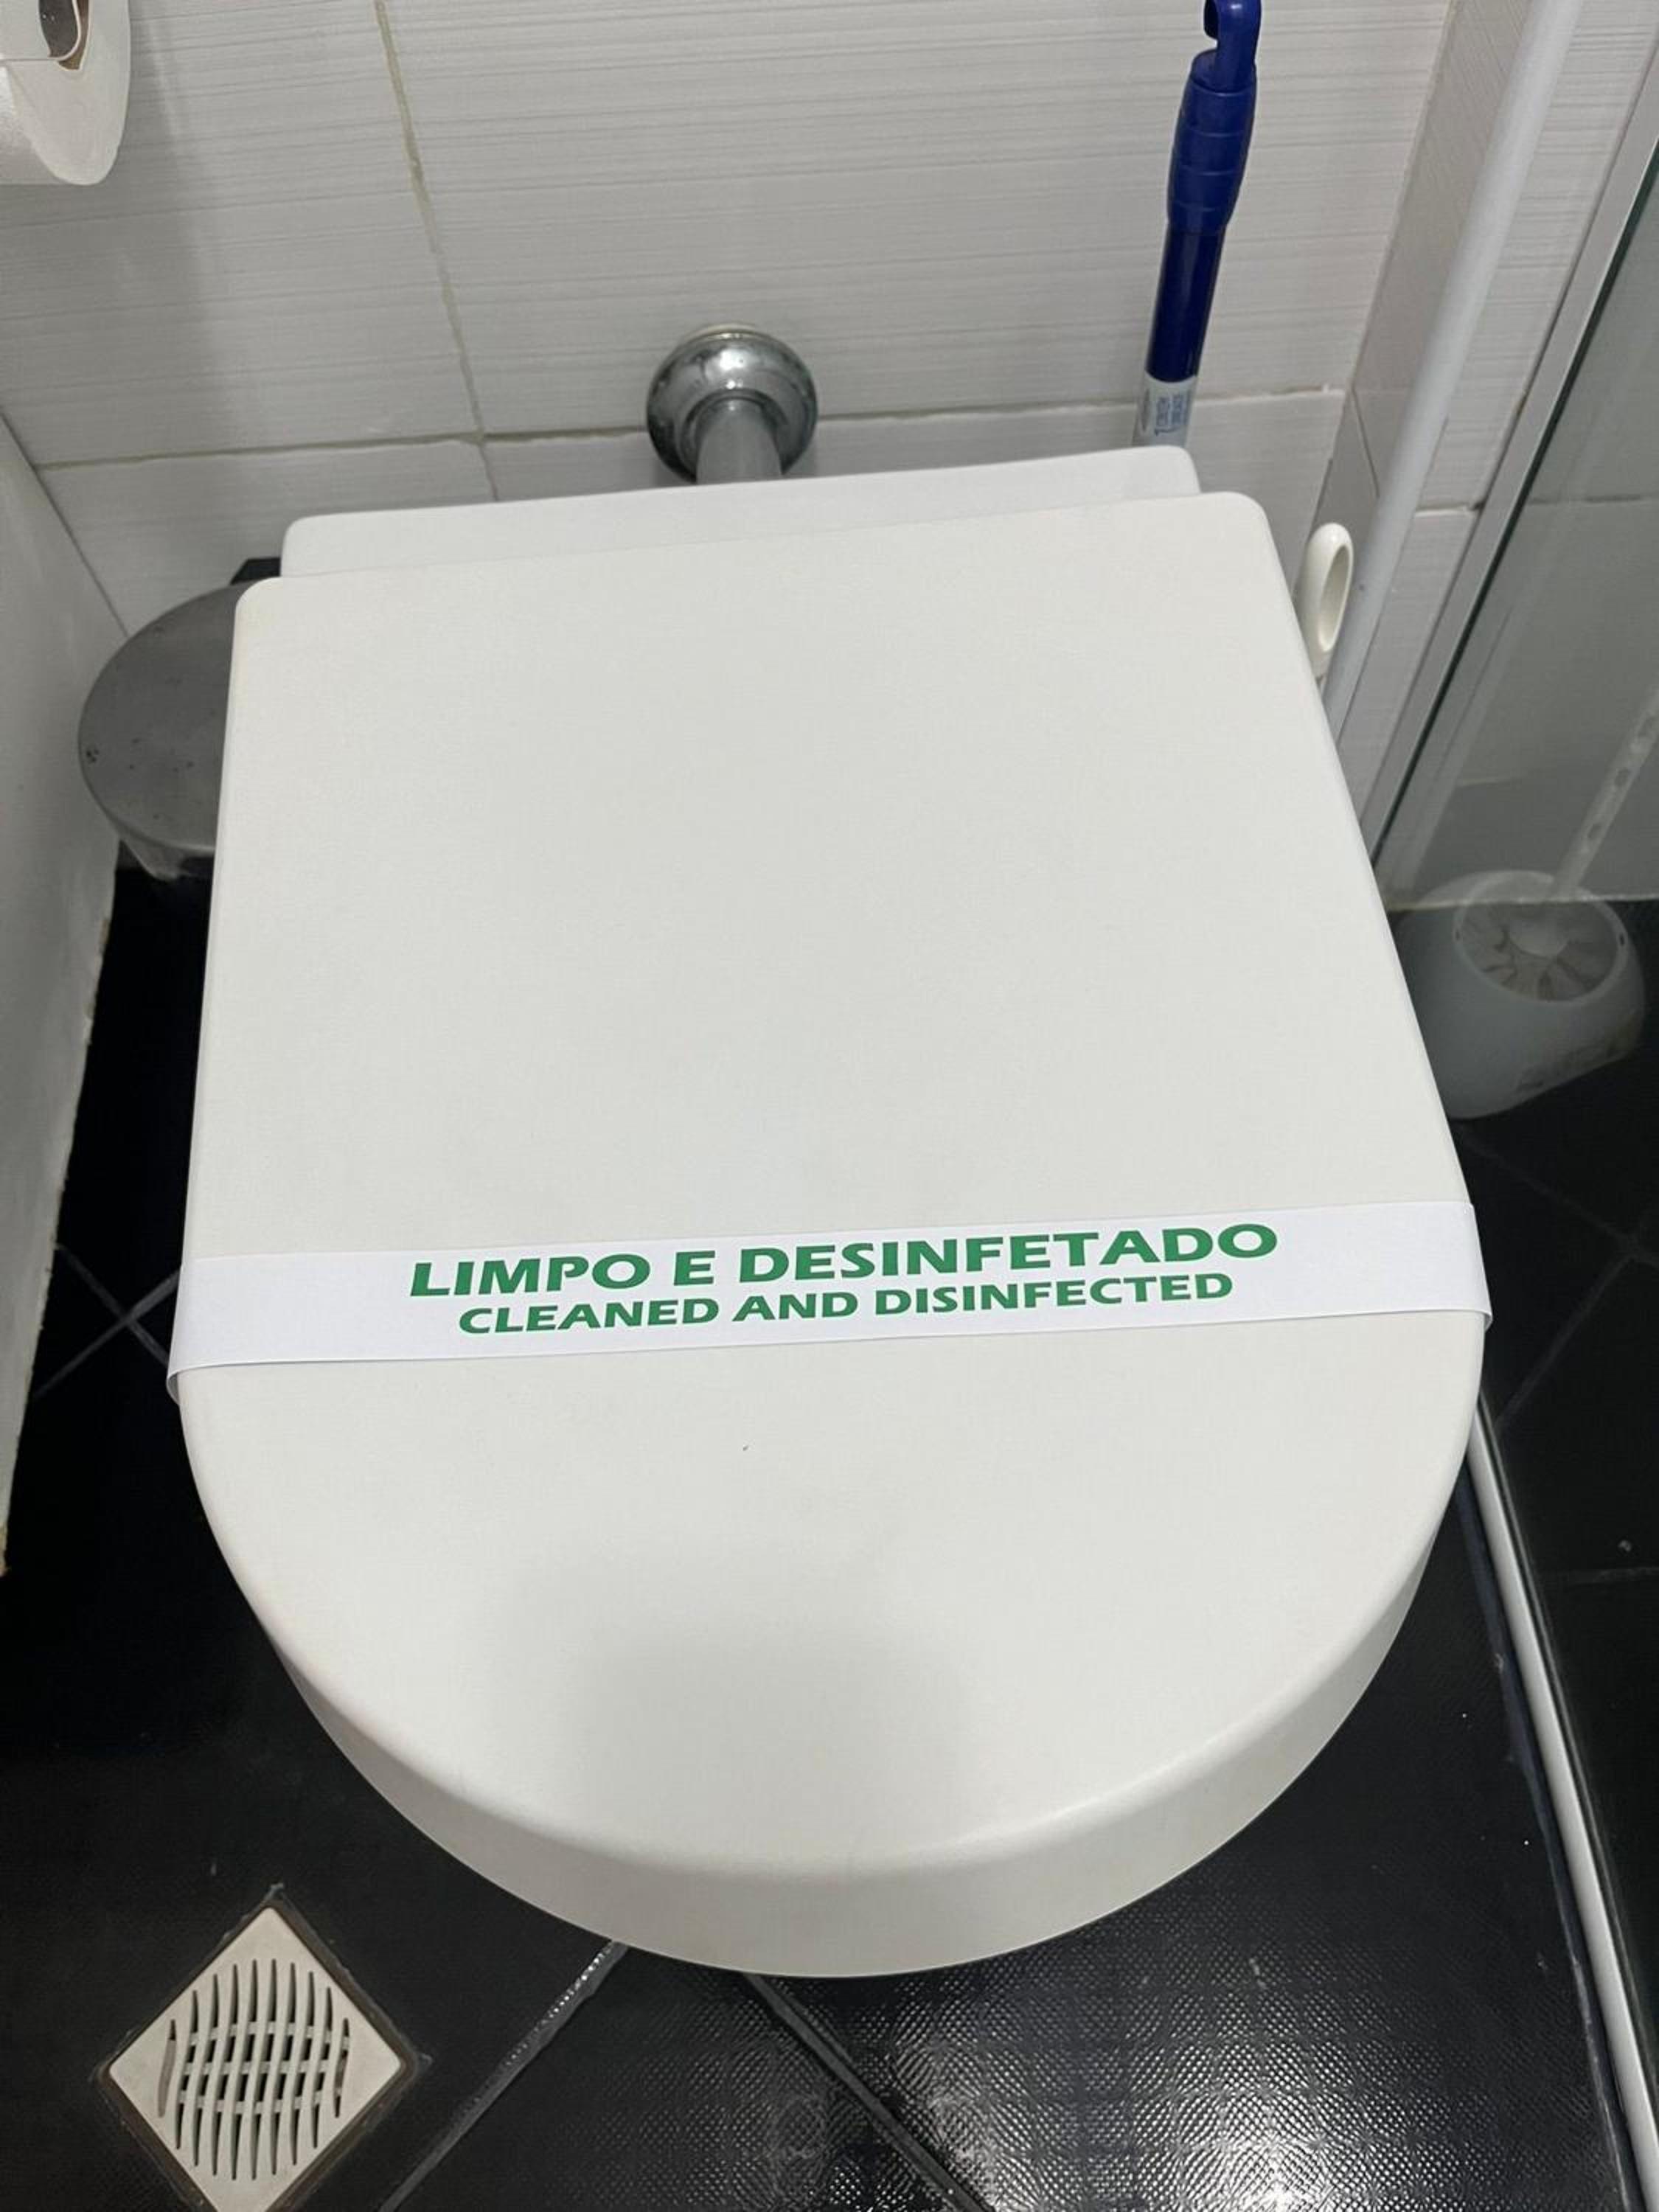 LIMPO E DESINFETADO
CLEANED AND DISINFECTED